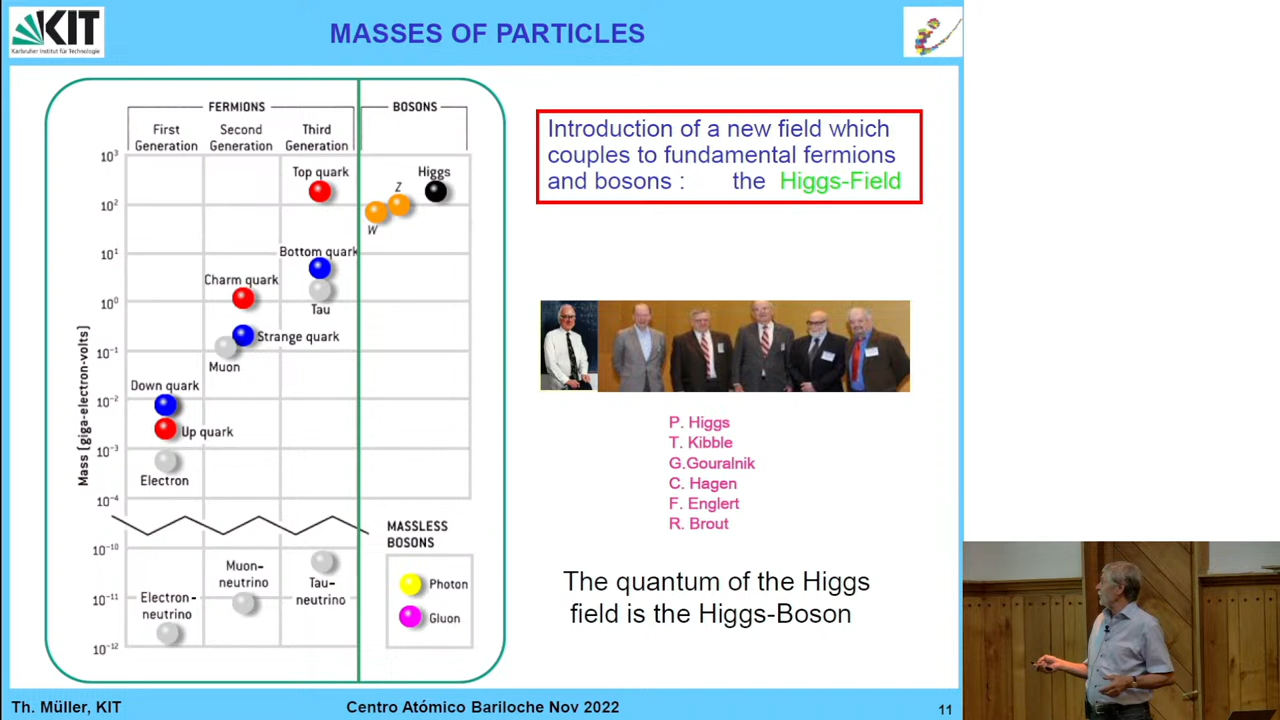 KIT
Karlsruher Institut für Technologie
MASSES OF PARTICLES
FERMIONS
BOSONS
First
Generation
Second
Generation
Third
Generation
10³
10²
10¹
10⁰
10⁻¹
10⁻²
10⁻³
10⁻⁴
10⁻¹⁰
10⁻¹¹
10⁻¹²
Mass (giga-electron-volts)
Top quark
Z
Higgs
W
Bottom quark
Charm quark
Tau
Strange quark
Muon
Down quark
Up quark
Electron
MASSLESS
BOSONS
Photon
Gluon
Muon-
neutrino
Tau-
neutrino
Electron-
neutrino
Introduction of a new field which
couples to fundamental fermions
and bosons : the Higgs-Field
P. Higgs
T. Kibble
G.Gouralnik
C. Hagen
F. Englert
R. Brout
The quantum of the Higgs
field is the Higgs-Boson
Th. Müller, KIT
Centro Atómico Bariloche Nov 2022
11